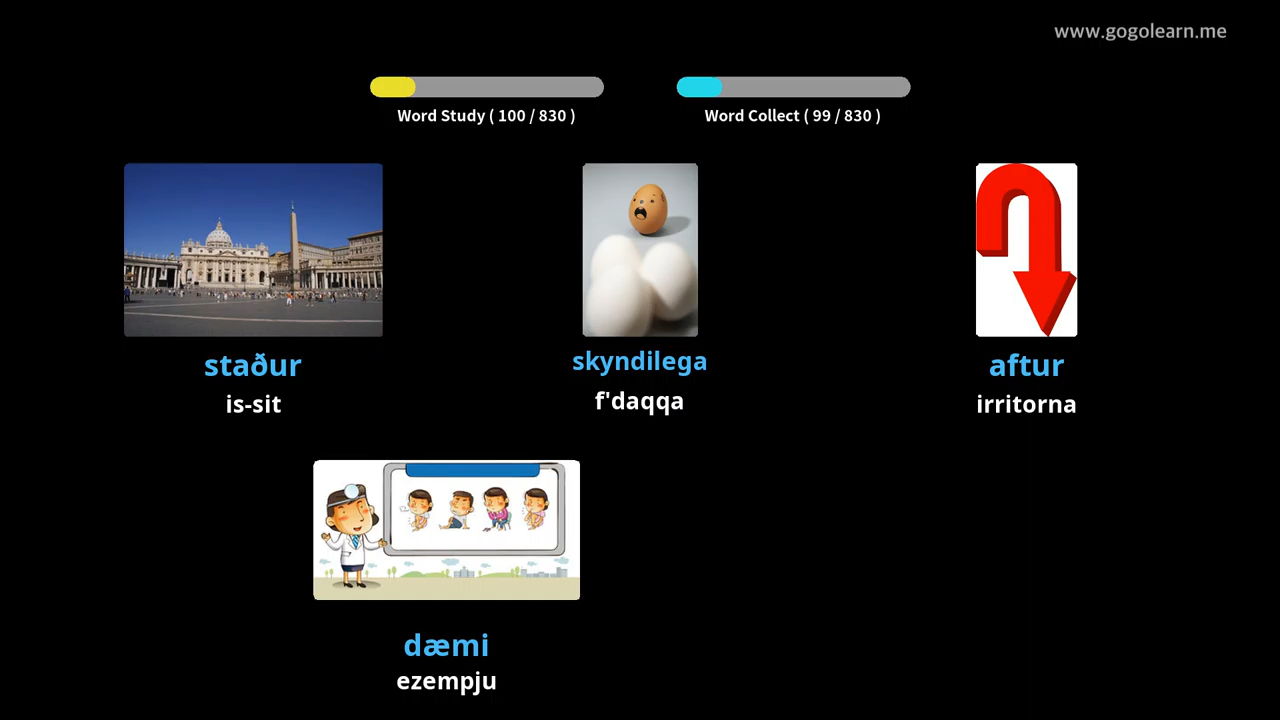 www.gogolearn.me
Word Study ( 100 / 830 )
Word Collect ( 99 / 830 )
staður
is-sit
skyndilega
f'daqqa
aftur
irritorna
dæmi
ezempju